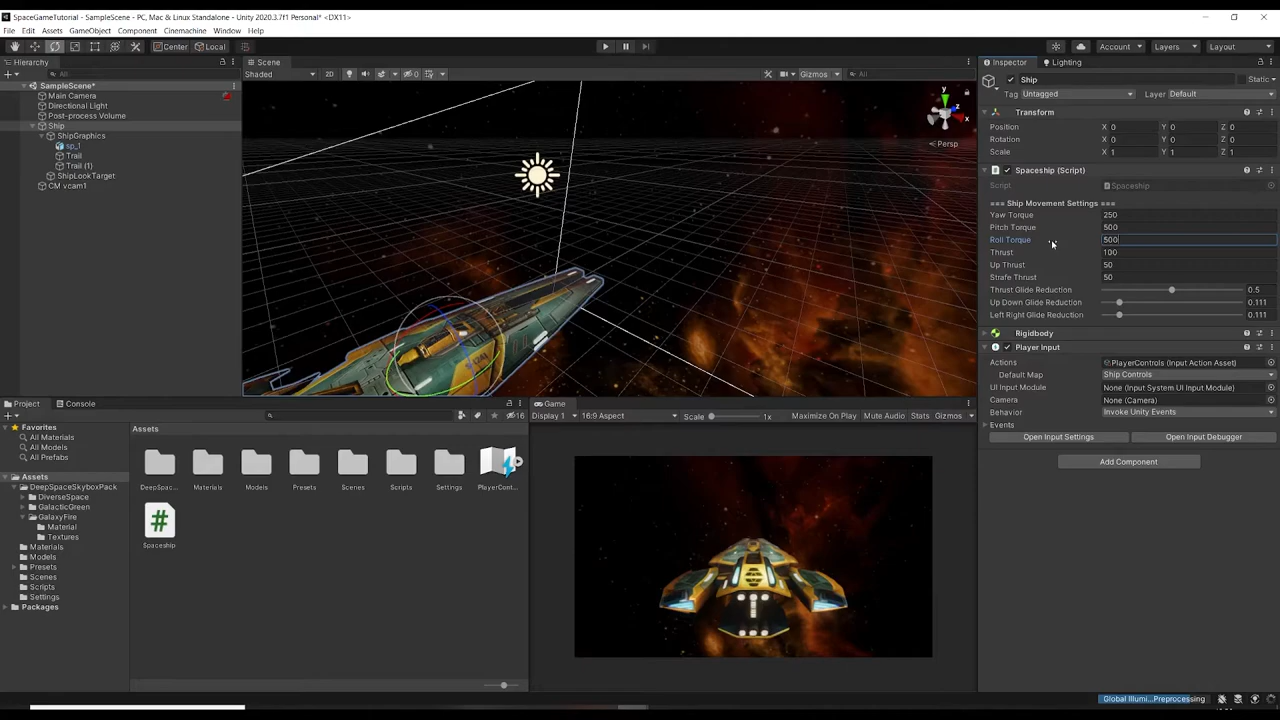 SpaceGameTutorial - SampleScene - PC, Mac & Linux Standalone - Unity 2020.3.7f1 Personal* <DX11>
File Edit Assets GameObject Component Cinemachine Window Help
Center Local Account Layers Layout
Hierarchy
All
SampleScene*
Main Camera
Directional Light
Post-process Volume
Ship
ShipGraphics
sp_1
Trail
Trail (1)
ShipLookTarget
CM vcam1
Scene
Shaded 2D 0 Gizmos All
y
z
x
Persp
Inspector Lighting
Ship Static
Tag Untagged Layer Default
Transform
Position X 0 Y 0 Z 0
Rotation X 0 Y 0 Z 0
Scale X 1 Y 1 Z 1
Spaceship (Script)
Script Spaceship
=== Ship Movement Settings ===
Yaw Torque 250
Pitch Torque 500
Roll Torque 500
Thrust 100
Up Thrust 50
Strafe Thrust 50
Thrust Glide Reduction 0.5
Up Down Glide Reduction 0.111
Left Right Glide Reduction 0.111
Rigidbody
Player Input
Actions PlayerControls (Input Action Asset)
Default Map Ship Controls
UI Input Module None (Input System UI Input Module)
Camera None (Camera)
Behavior Invoke Unity Events
Events
Open Input Settings Open Input Debugger
Add Component
Project Console
16
Favorites
All Materials
All Models
All Prefabs
Assets
DeepSpaceSkyboxPack
DiverseSpace
GalacticGreen
GalaxyFire
Material
Textures
Materials
Models
Presets
Scenes
Scripts
Settings
Packages
Assets
DeepSpac... Materials Models Presets Scenes Scripts Settings PlayerCont...
#
Spaceship
Game
Display 1 16:9 Aspect Scale 1x Maximize On Play Mute Audio Stats Gizmos
Global Illumi...Preprocessing